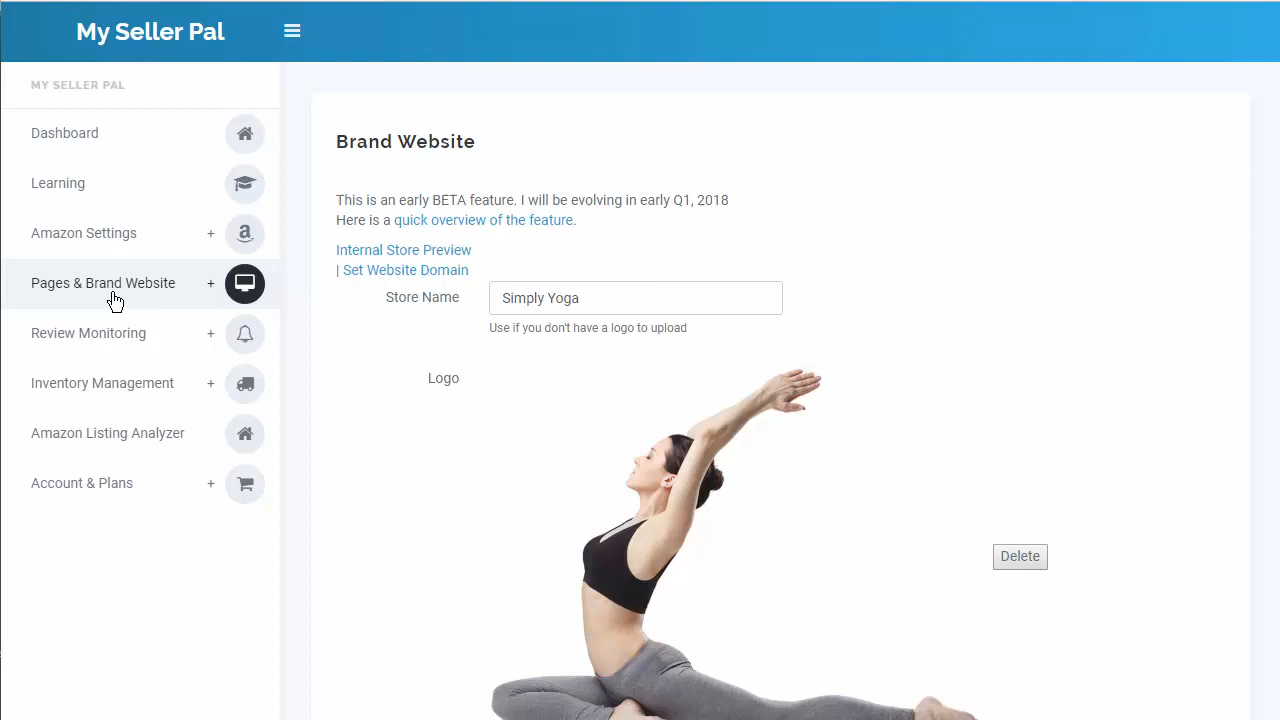 My Seller Pal
MY SELLER PAL
Dashboard
Learning
Amazon Settings +
Pages & Brand Website +
Review Monitoring +
Inventory Management +
Amazon Listing Analyzer
Account & Plans +
Brand Website
This is an early BETA feature. I will be evolving in early Q1, 2018
Here is a quick overview of the feature.
Internal Store Preview
| Set Website Domain
Store Name Simply Yoga
Use if you don't have a logo to upload
Logo
Delete